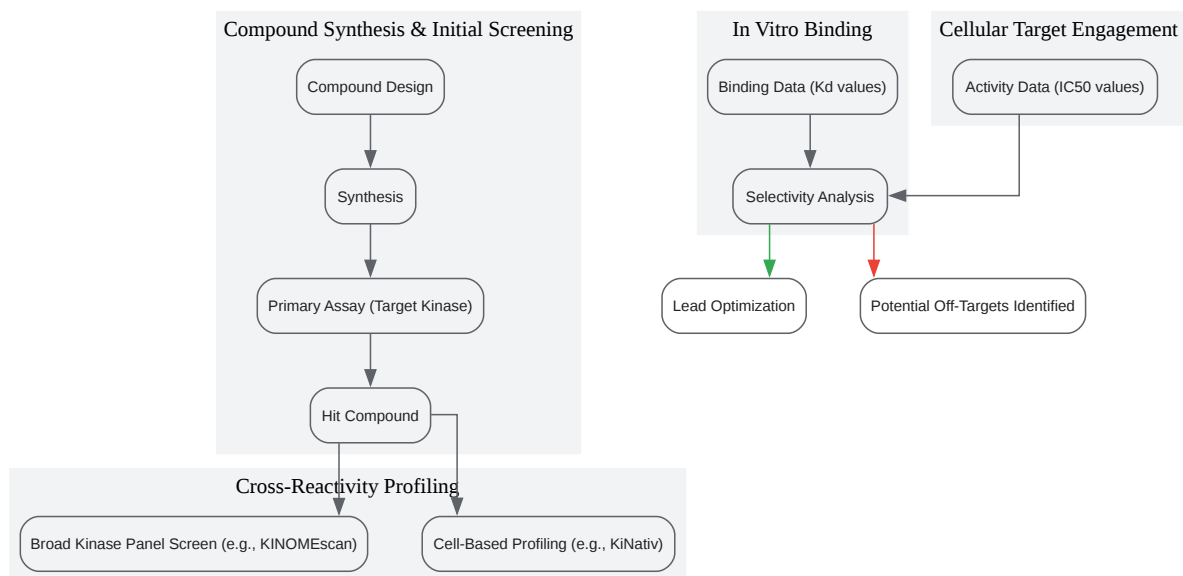 Compound Synthesis & Initial Screening
Compound Design
Synthesis
Primary Assay (Target Kinase)
Hit Compound
Cross-Reactivity Profiling
Broad Kinase Panel Screen (e.g., KINOMEscan)
Cell-Based Profiling (e.g., KiNativ)
In Vitro Binding
Binding Data (Kd values)
Selectivity Analysis
Lead Optimization
Potential Off-Targets Identified
Cellular Target Engagement
Activity Data (IC50 values)